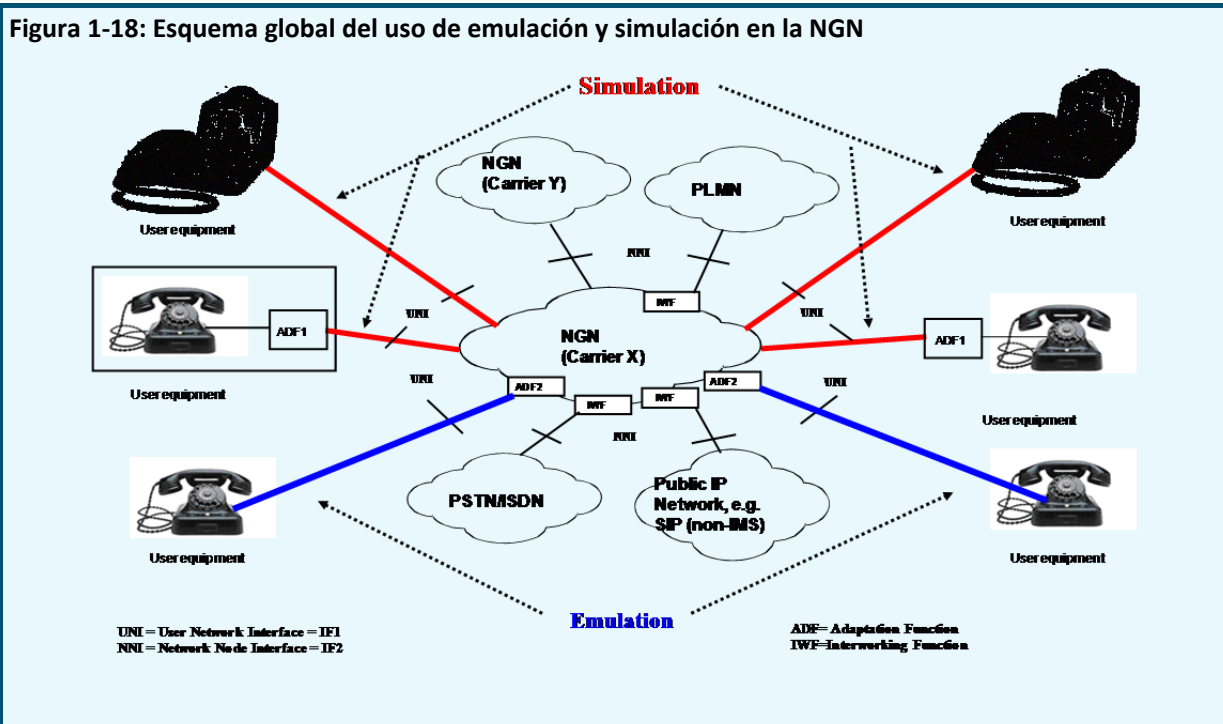 Figura 1-18: Esquema global del uso de emulación y simulación en la NGN
Simulation
NGN
(Carrier Y)
PLMN
User equipment
User equipment
NNI
IWF
UNI
UNI
ADF1
NGN
(Carrier X)
ADF1
User equipment
UNI
ADF2
IWF
IWF
ADF2
UNI
User equipment
NNI
PSTN/ISDN
Public IP
Network, e.g.
SIP (non-IMS)
User equipment
User equipment
Emulation
UNI = User Network Interface = IF1
NNI = Network Node Interface = IF2
ADF= Adaptation Function
IWF=Interworking Function